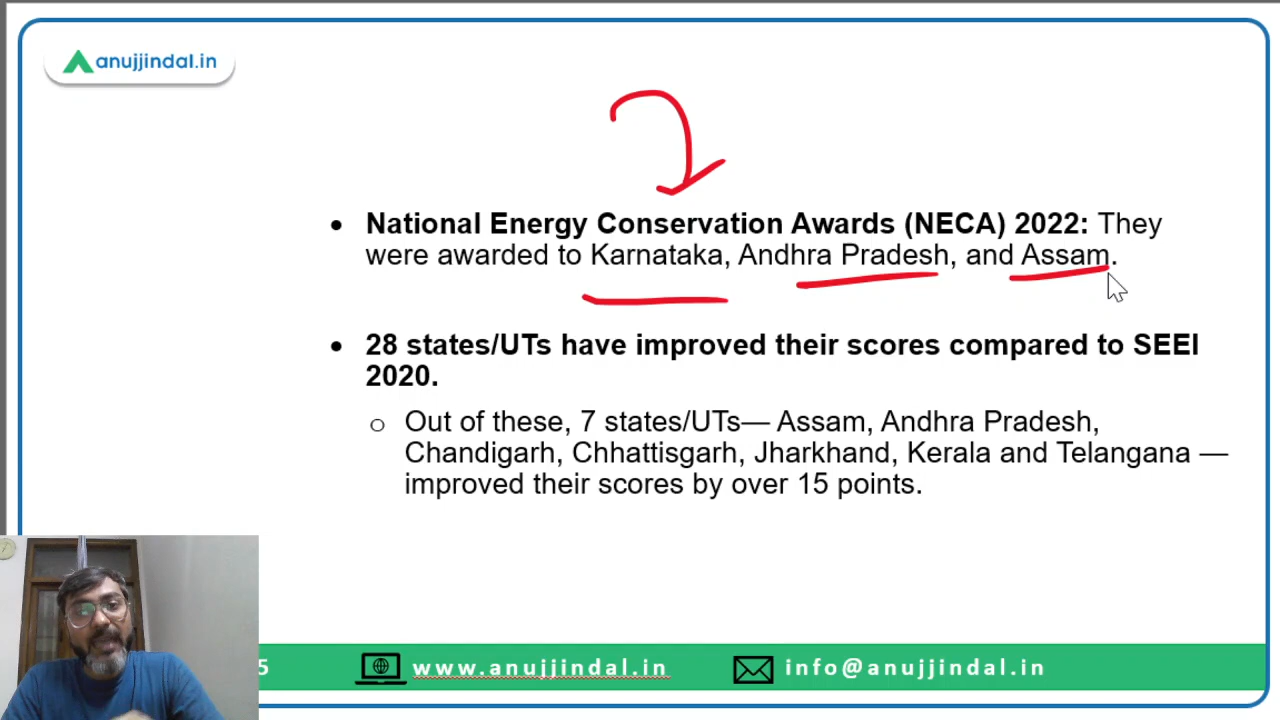 anujjindal.in
• National Energy Conservation Awards (NECA) 2022: They
were awarded to Karnataka, Andhra Pradesh, and Assam.
• 28 states/UTs have improved their scores compared to SEEI
2020.
o Out of these, 7 states/UTs— Assam, Andhra Pradesh,
Chandigarh, Chhattisgarh, Jharkhand, Kerala and Telangana —
improved their scores by over 15 points.
5 www.anujjindal.in info@anujjindal.in